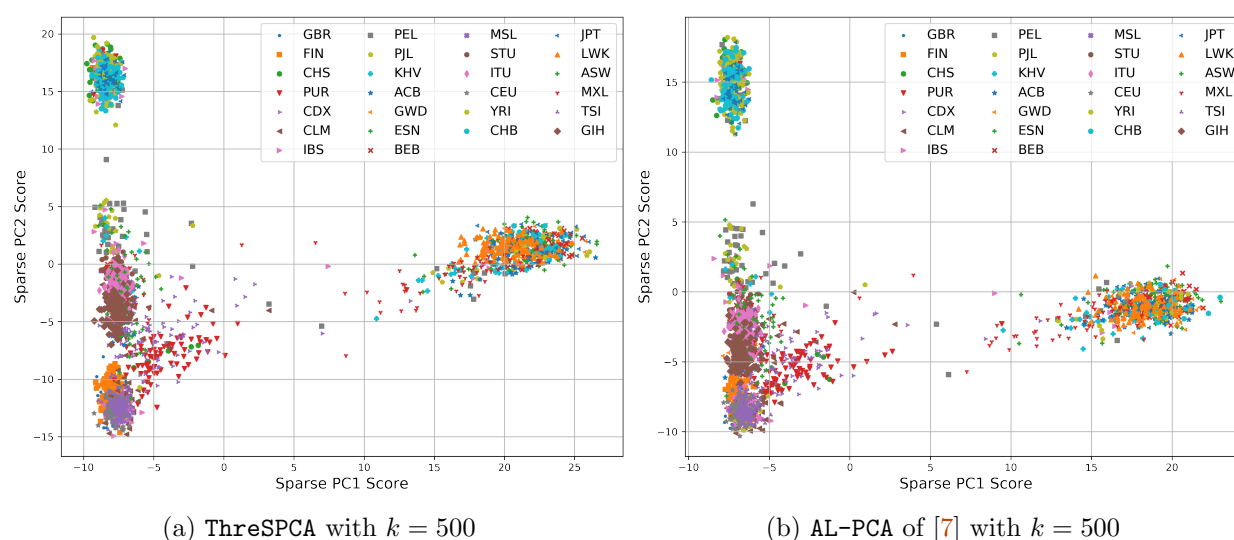 GBR PEL MSL JPT
FIN PJL STU LWK
CHS KHV ITU ASW
PUR ACB CEU MXL
CDX GWD YRI TSI
CLM ESN CHB GIH
IBS BEB
20
15
10
5
0
−5
−10
−15
Sparse PC2 Score
−10 −5 0 5 10 15 20 25
Sparse PC1 Score
(a) ThreSPCA with k = 500
GBR PEL MSL JPT
FIN PJL STU LWK
CHS KHV ITU ASW
PUR ACB CEU MXL
CDX GWD YRI TSI
CLM ESN CHB GIH
IBS BEB
15
10
5
0
−5
−10
Sparse PC2 Score
−10 −5 0 5 10 15 20
Sparse PC1 Score
(b) AL-PCA of [7] with k = 500